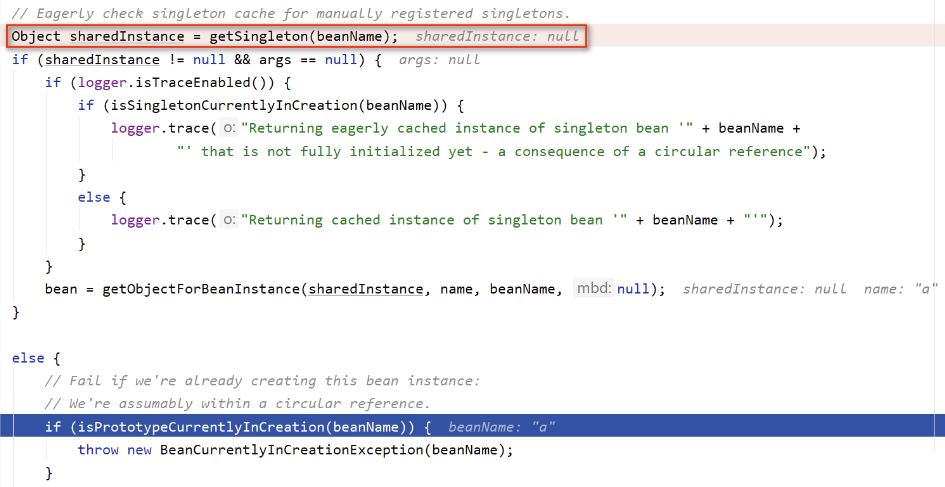 // Eagerly check singleton cache for manually registered singletons.
Object sharedInstance = getSingleton(beanName);  sharedInstance: null
if (sharedInstance != null && args == null) {  args: null
    if (logger.isTraceEnabled()) {
        if (isSingletonCurrentlyInCreation(beanName)) {
            logger.trace( o: "Returning eagerly cached instance of singleton bean '" + beanName +
                    "' that is not fully initialized yet - a consequence of a circular reference");
        }
        else {
            logger.trace( o: "Returning cached instance of singleton bean '" + beanName + "'");
        }
    }
    bean = getObjectForBeanInstance(sharedInstance, name, beanName,  mbd: null);  sharedInstance: null  name: "a"
}
else {
    // Fail if we're already creating this bean instance:
    // We're assumably within a circular reference.
    if (isPrototypeCurrentlyInCreation(beanName)) {  beanName: "a"
        throw new BeanCurrentlyInCreationException(beanName);
    }